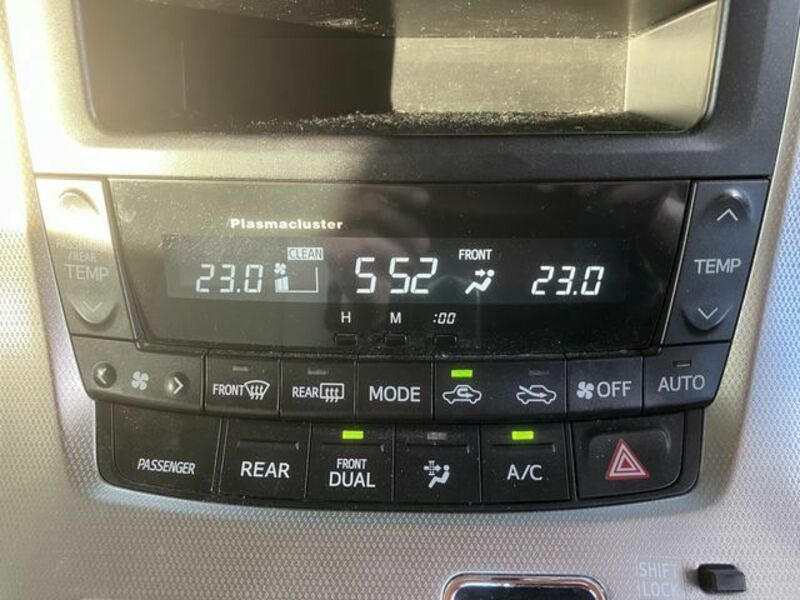 Plasmacluster
CLEAN
FRONT
23.0 5 52 23.0
H M :00
PASSENGER
/REAR
TEMP
TEMP
FRONT REAR MODE OFF AUTO
PASSENGER REAR FRONT
DUAL A/C
SHIFT
LOCK